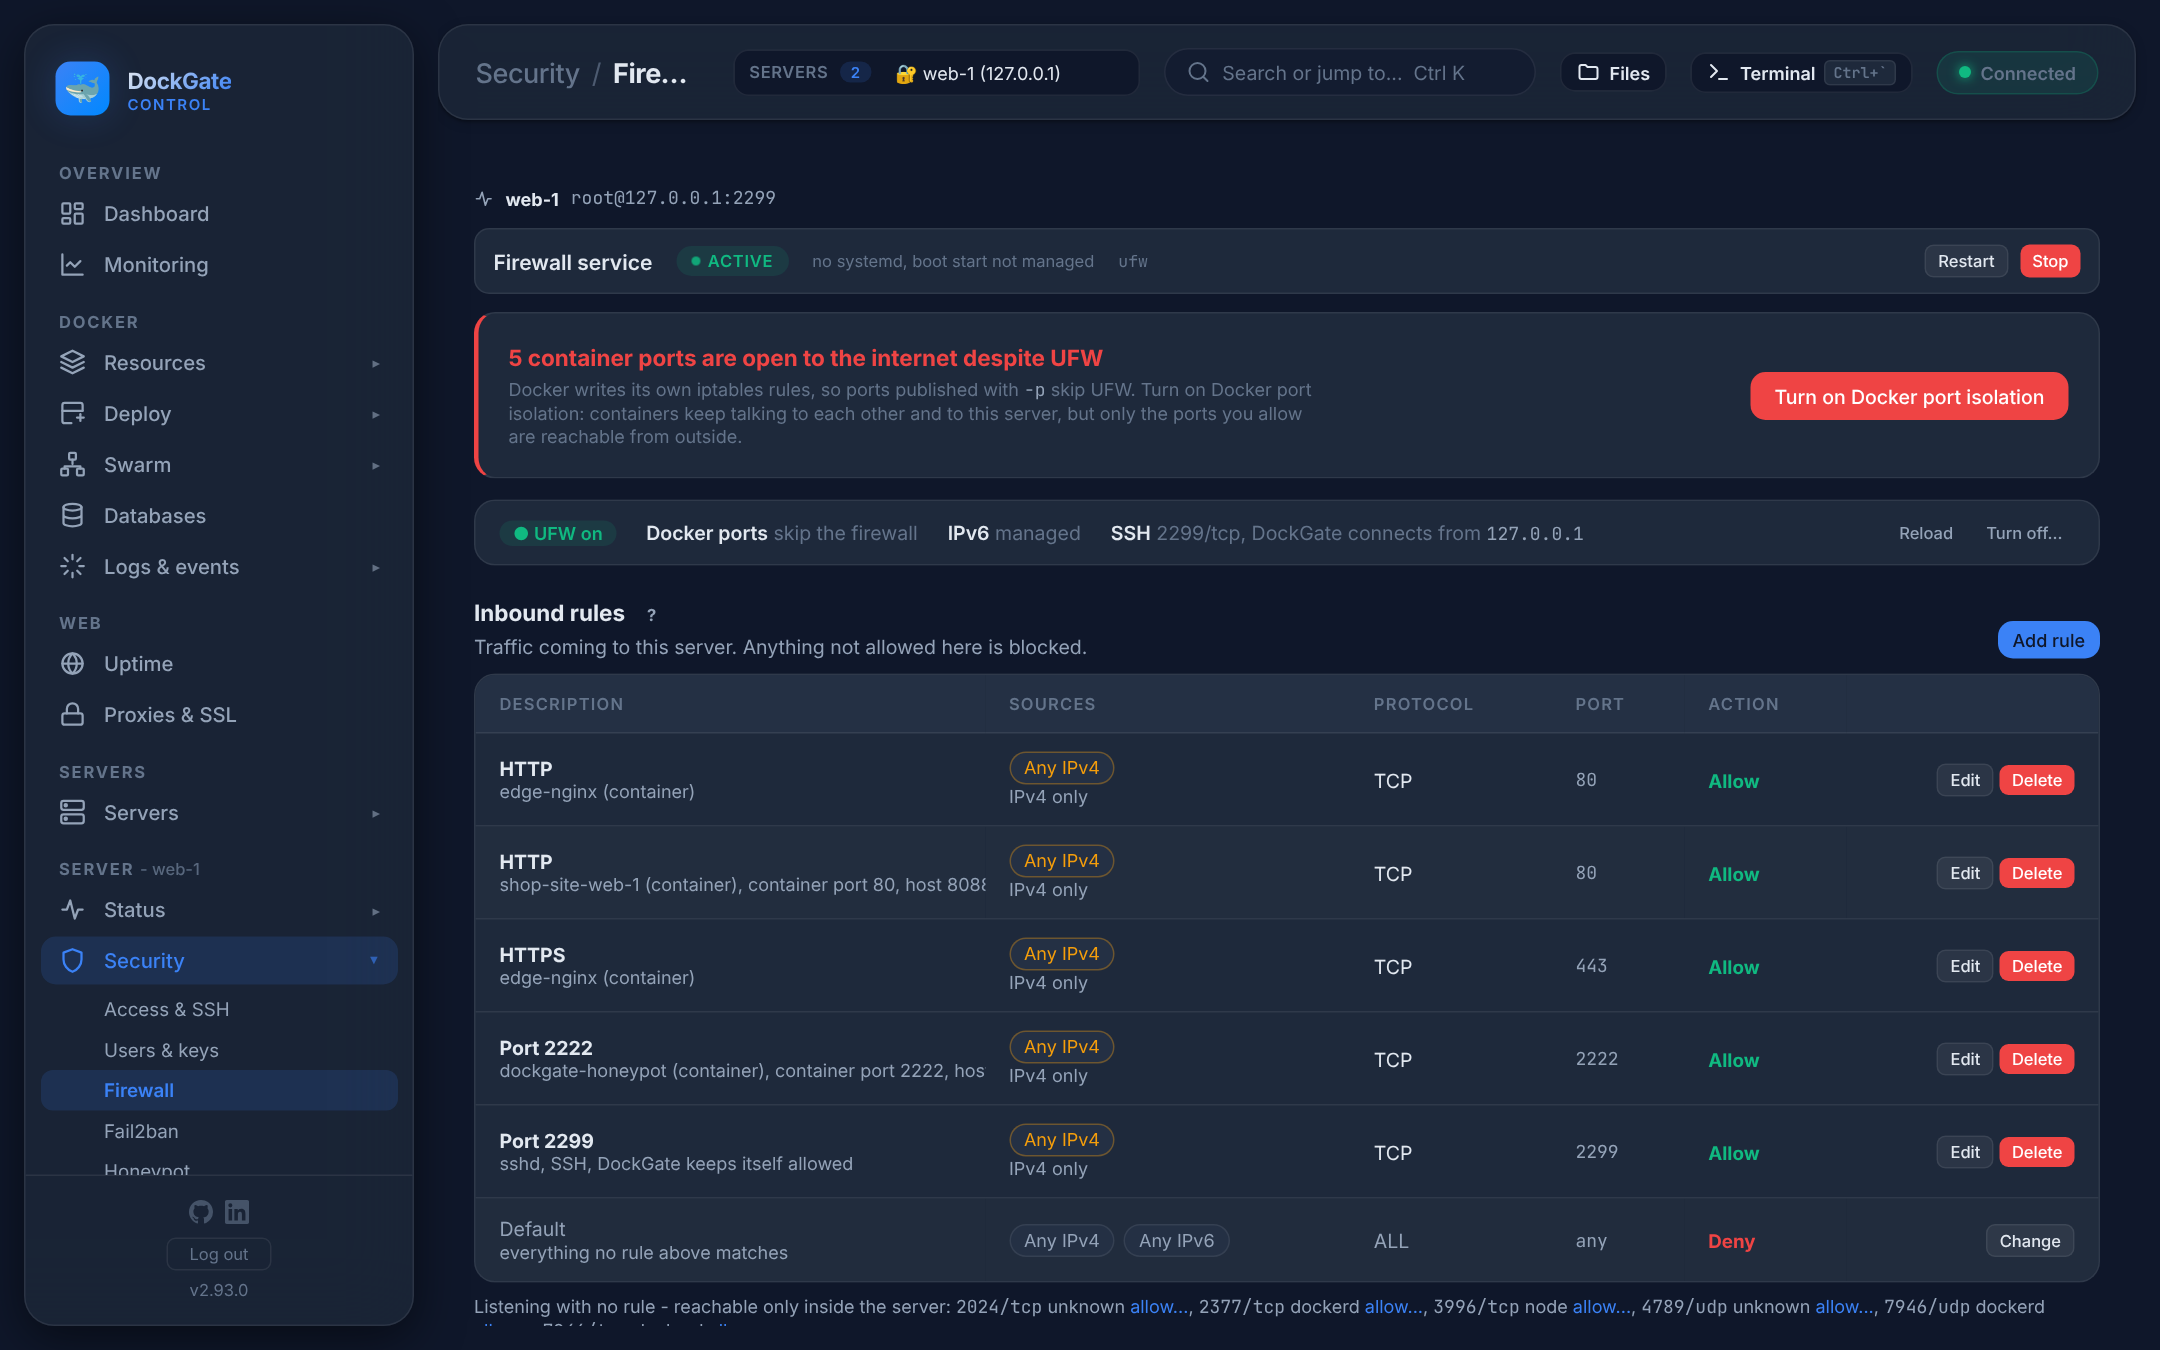 DockGate
CONTROL
OVERVIEW
Dashboard
Monitoring
DOCKER
Resources
Deploy
Swarm
Databases
Logs & events
WEB
Uptime
Proxies & SSL
SERVERS
Servers
SERVER - web-1
Status
Security
Access & SSH
Users & keys
Firewall
Fail2ban
Honeypot
Log out
v2.93.0
Security / Fire... SERVERS 2 web-1 (127.0.0.1) Search or jump to... Ctrl K Files Terminal Ctrl+` Connected
web-1 root@127.0.0.1:2299
Firewall service ACTIVE no systemd, boot start not managed ufw Restart Stop
5 container ports are open to the internet despite UFW
Docker writes its own iptables rules, so ports published with -p skip UFW. Turn on Docker port
isolation: containers keep talking to each other and to this server, but only the ports you allow
are reachable from outside.
Turn on Docker port isolation
UFW on Docker ports skip the firewall IPv6 managed SSH 2299/tcp, DockGate connects from 127.0.0.1 Reload Turn off...
Inbound rules ?
Traffic coming to this server. Anything not allowed here is blocked.
Add rule
DESCRIPTION SOURCES PROTOCOL PORT ACTION
HTTP
edge-nginx (container)
Any IPv4
IPv4 only
TCP 80 Allow Edit Delete
HTTP
shop-site-web-1 (container), container port 80, host 8088
Any IPv4
IPv4 only
TCP 80 Allow Edit Delete
HTTPS
edge-nginx (container)
Any IPv4
IPv4 only
TCP 443 Allow Edit Delete
Port 2222
dockgate-honeypot (container), container port 2222, host
Any IPv4
IPv4 only
TCP 2222 Allow Edit Delete
Port 2299
sshd, SSH, DockGate keeps itself allowed
Any IPv4
IPv4 only
TCP 2299 Allow Edit Delete
Default
everything no rule above matches
Any IPv4 Any IPv6
ALL any Deny Change
Listening with no rule - reachable only inside the server: 2024/tcp unknown allow..., 2377/tcp dockerd allow..., 3996/tcp node allow..., 4789/udp unknown allow..., 7946/udp dockerd